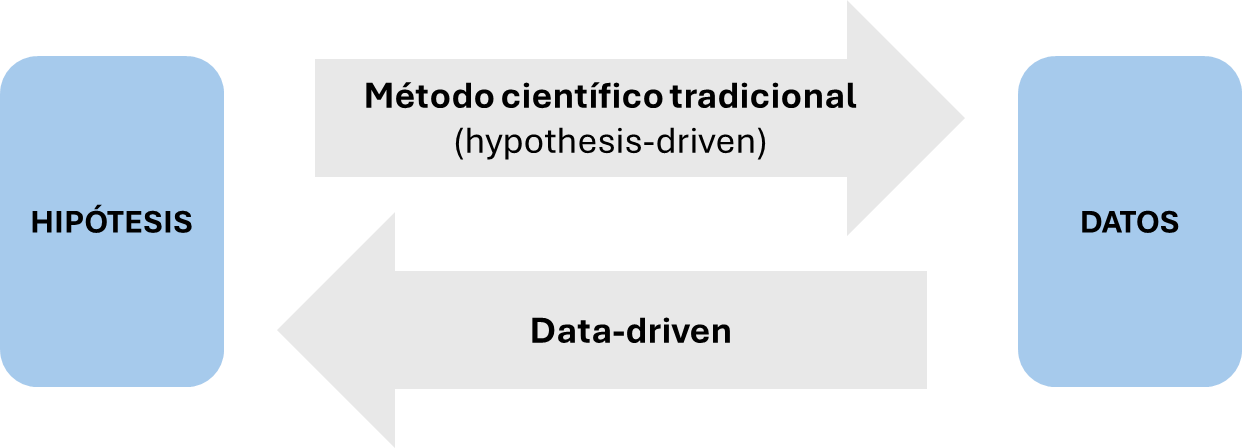 Método científico tradicional
(hypothesis-driven)
HIPÓTESIS
DATOS
Data-driven